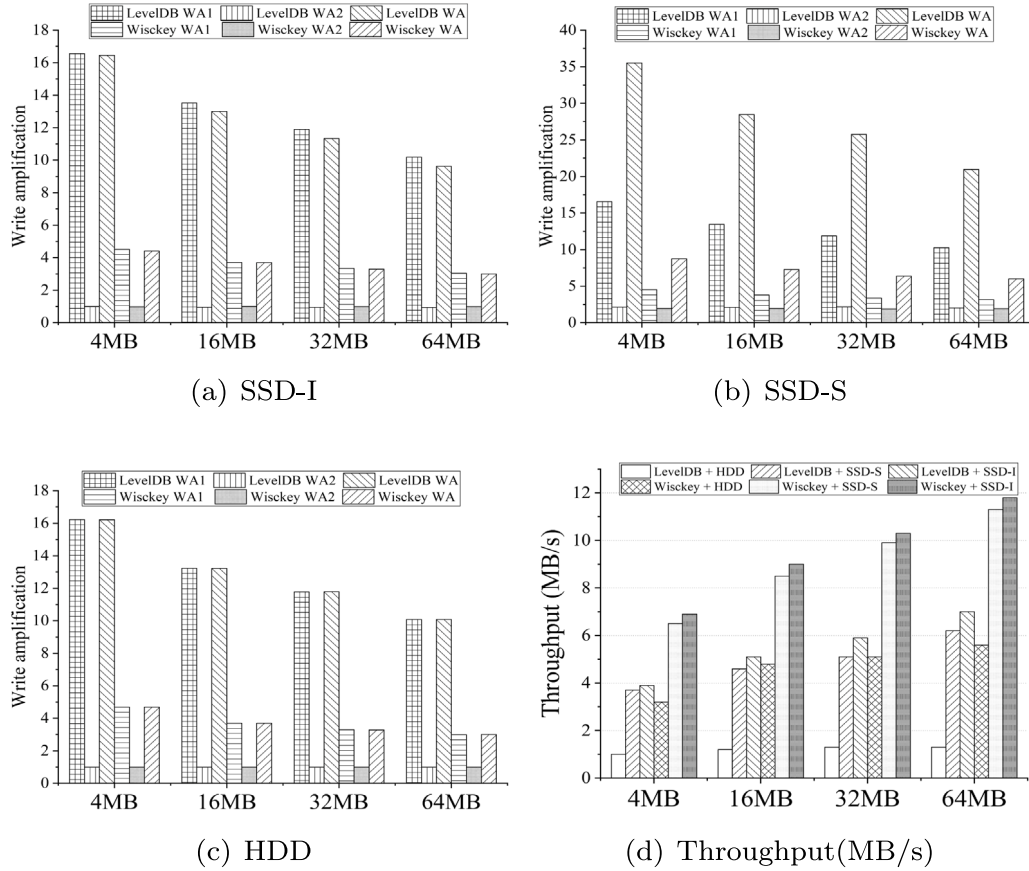 LevelDB WA1 LevelDB WA2 LevelDB WA
Wisckey WA1 Wisckey WA2 Wisckey WA
Write amplification
18
16
14
12
10
8
6
4
2
0
4MB 16MB 32MB 64MB
(a) SSD-I
LevelDB WA1 LevelDB WA2 LevelDB WA
Wisckey WA1 Wisckey WA2 Wisckey WA
Write amplification
40
35
30
25
20
15
10
5
0
4MB 16MB 32MB 64MB
(b) SSD-S
LevelDB WA1 LevelDB WA2 LevelDB WA
Wisckey WA1 Wisckey WA2 Wisckey WA
Write amplification
18
16
14
12
10
8
6
4
2
0
4MB 16MB 32MB 64MB
(c) HDD
LevelDB + HDD LevelDB + SSD-S LevelDB + SSD-I
Wisckey + HDD Wisckey + SSD-S Wisckey + SSD-I
Throughput (MB/s)
12
10
8
6
4
2
0
4MB 16MB 32MB 64MB
(d) Throughput(MB/s)